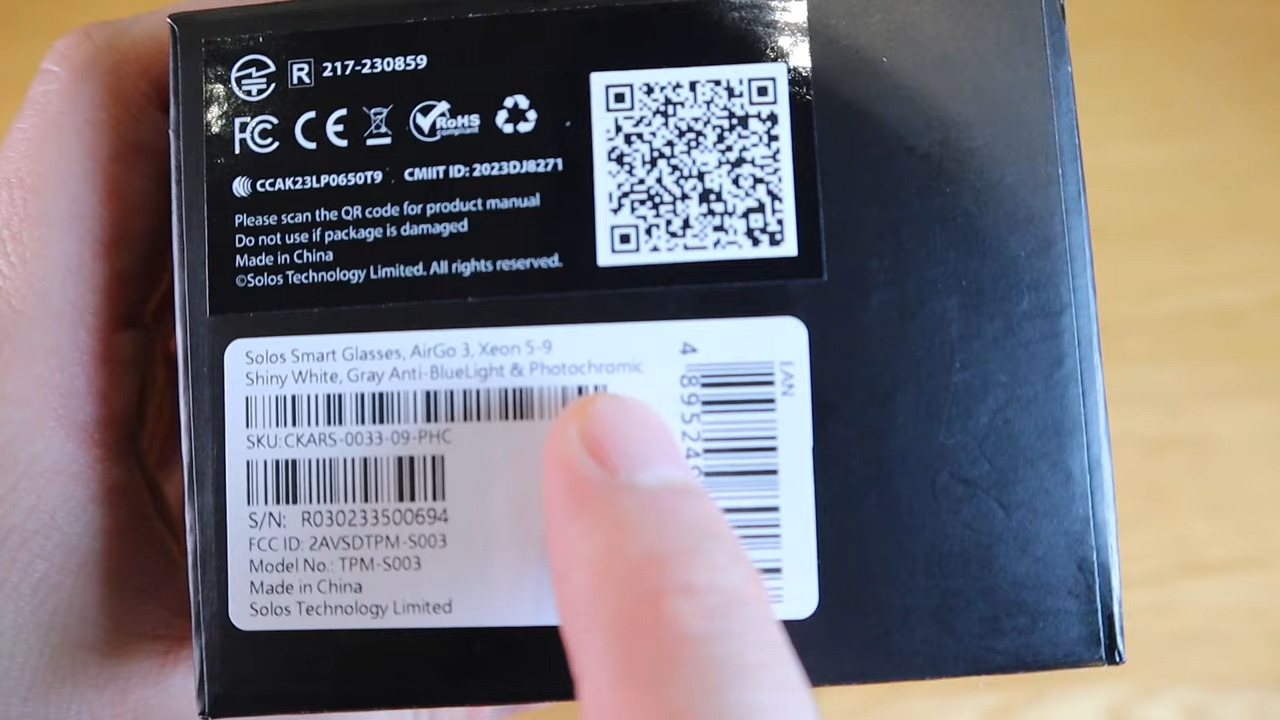 R 217-230859
FC CE RoHS compliant
CCAK23LP0650T9 CMIIT ID: 2023DJ8271
Please scan the QR code for product manual
Do not use if package is damaged
Made in China
©Solos Technology Limited. All rights reserved.
Solos Smart Glasses, AirGo 3, Xeon 5-9
Shiny White, Gray Anti-BlueLight & Photochromic
SKU: CKARS-0033-09-PHC
S/N: R030233500694
FCC ID: 2AVSDTPM-S003
Model No.: TPM-S003
Made in China
Solos Technology Limited
4 89524